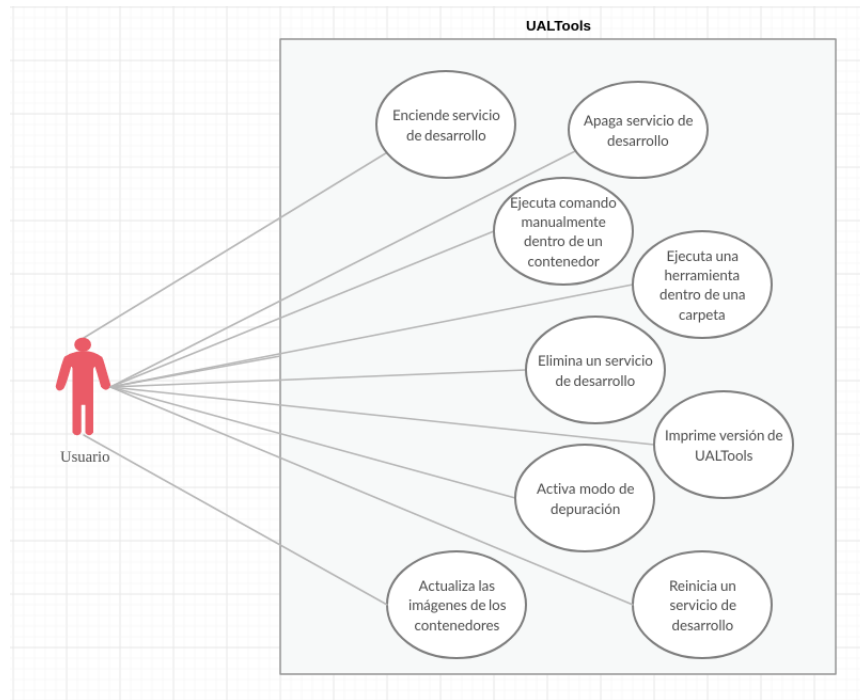 UALTools
Enciende servicio
de desarrollo
Apaga servicio de
desarrollo
Ejecuta comando
manualmente
dentro de un
contenedor
Ejecuta una
herramienta
dentro de una
carpeta
Elimina un servicio
de desarrollo
Imprime versión de
UALTools
Usuario
Activa modo de
depuración
Actualiza las
imágenes de los
contenedores
Reinicia un
servicio de
desarrollo